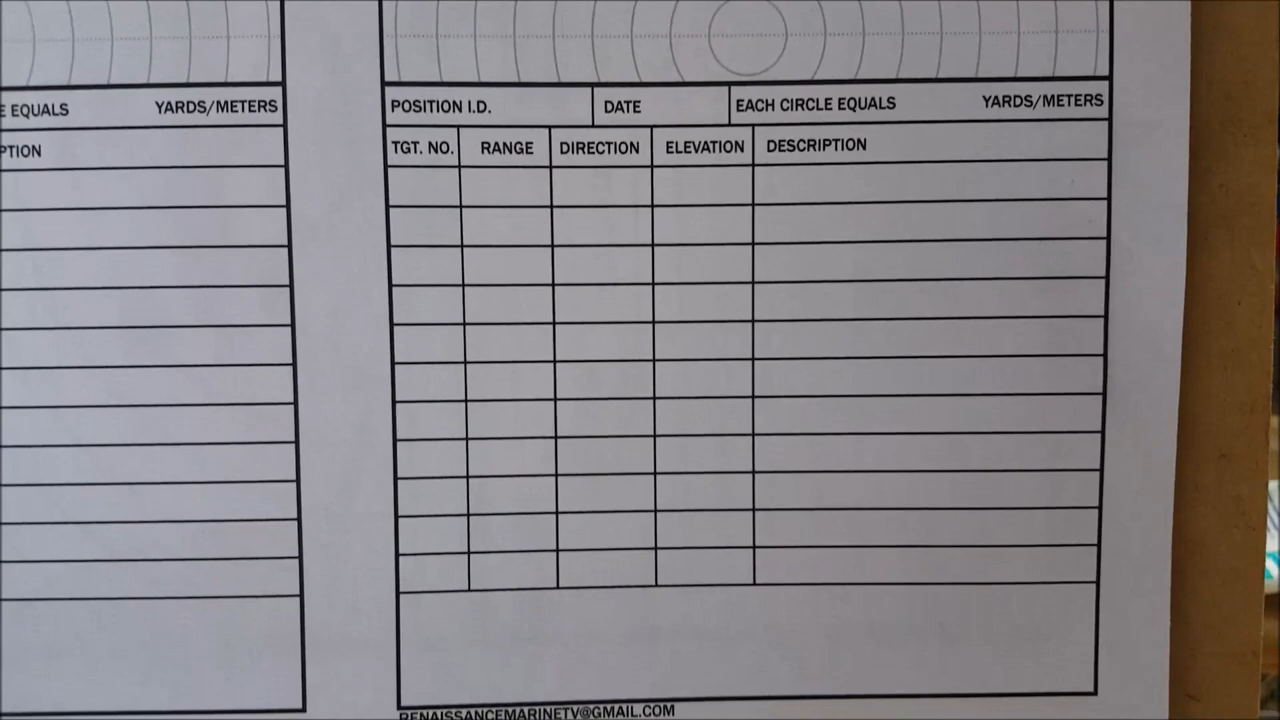 E EQUALS YARDS/METERS
PTION
POSITION I.D. DATE EACH CIRCLE EQUALS YARDS/METERS
TGT. NO. RANGE DIRECTION ELEVATION DESCRIPTION
RENAISSANCEMARINETV@GMAIL.COM